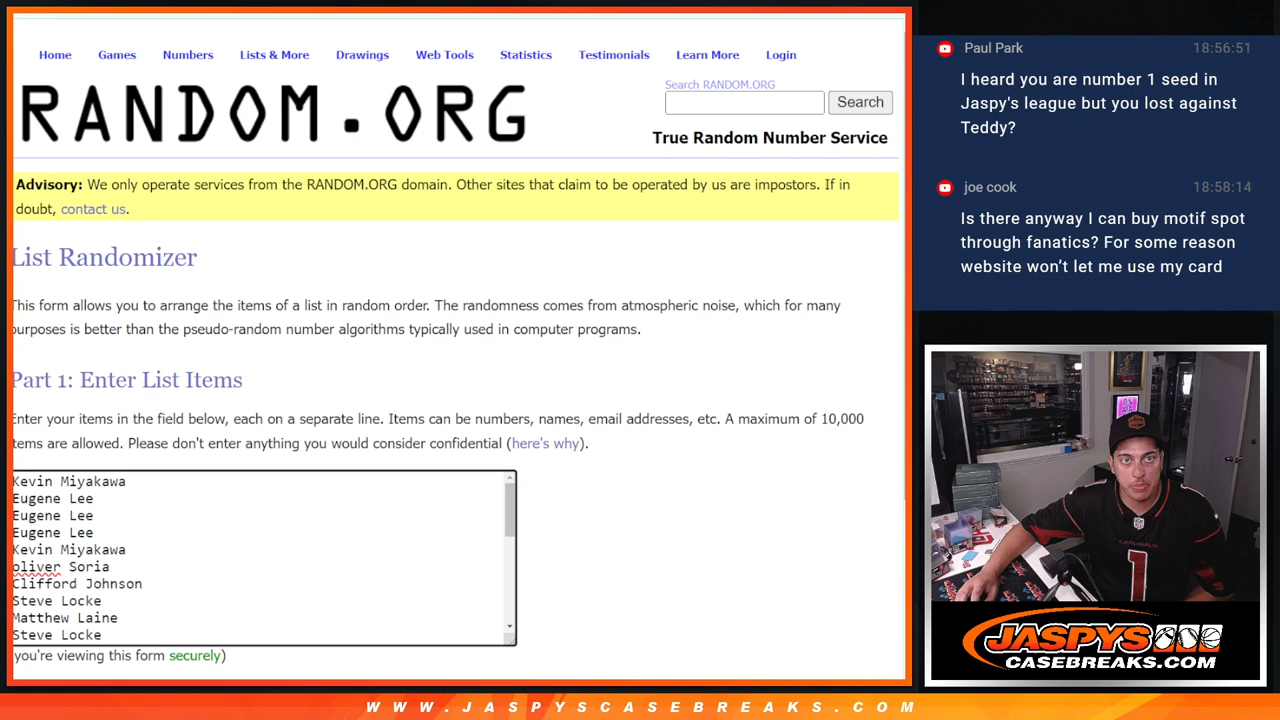 Home Games Numbers Lists & More Drawings Web Tools Statistics Testimonials Learn More Login
RANDOM.ORG
Search RANDOM.ORG
Search
True Random Number Service
Advisory: We only operate services from the RANDOM.ORG domain. Other sites that claim to be operated by us are impostors. If in
doubt, contact us.
List Randomizer
This form allows you to arrange the items of a list in random order. The randomness comes from atmospheric noise, which for many
purposes is better than the pseudo-random number algorithms typically used in computer programs.
Part 1: Enter List Items
Enter your items in the field below, each on a separate line. Items can be numbers, names, email addresses, etc. A maximum of 10,000
items are allowed. Please don't enter anything you would consider confidential (here's why).
Kevin Miyakawa
Eugene Lee
Eugene Lee
Eugene Lee
Kevin Miyakawa
oliver Soria
Clifford Johnson
Steve Locke
Matthew Laine
Steve Locke
(you're viewing this form securely)
Paul Park 18:56:51
I heard you are number 1 seed in
Jaspy's league but you lost against
Teddy?
joe cook 18:58:14
Is there anyway I can buy motif spot
through fanatics? For some reason
website won't let me use my card
CARDINALS
1
JASPYS
CASEBREAKS.COM
WWW.JASPYSCASEBREAKS.COM